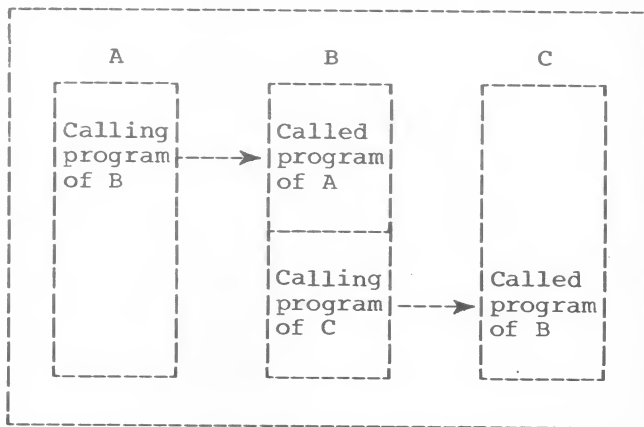 A B C
Calling
program
of B
Called
program
of A
Calling
program
of C
Called
program
of B